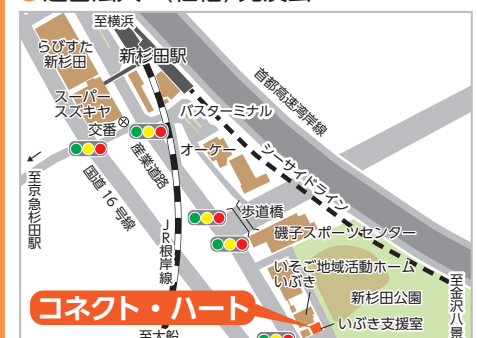 至横浜
らびすた
新杉田
新杉田駅
首都高速湾岸線
スーパー
スズキヤ
交番
バスターミナル
オーケー
シーサイドライン
産業道路
国道16号線
至京急杉田駅
歩道橋
JR根岸線
磯子スポーツセンター
いそご地域活動ホーム
いぶき
新杉田公園
至金沢八景
コネクト・ハート
いぶき支援室
至大船